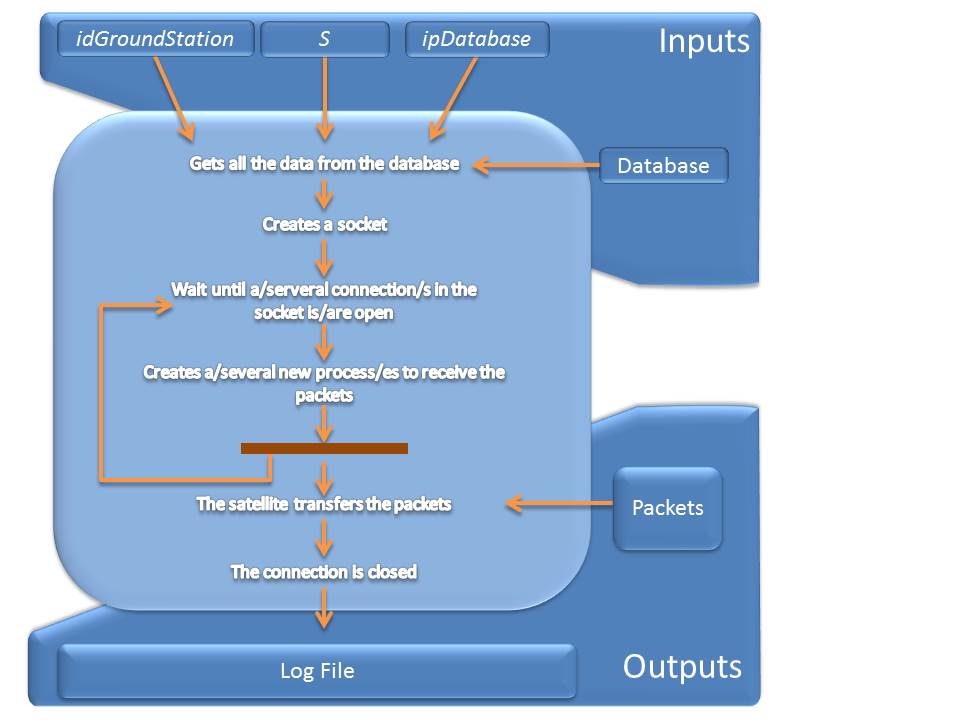 idGroundStation
S
ipDatabase
Inputs
Gets all the data from the database
Database
Creates a socket
Wait until a/serveral connection/s in the
socket is/are open
Creates a/several new process/es to receive the
packets
The satellite transfers the packets
Packets
The connection is closed
Log File
Outputs